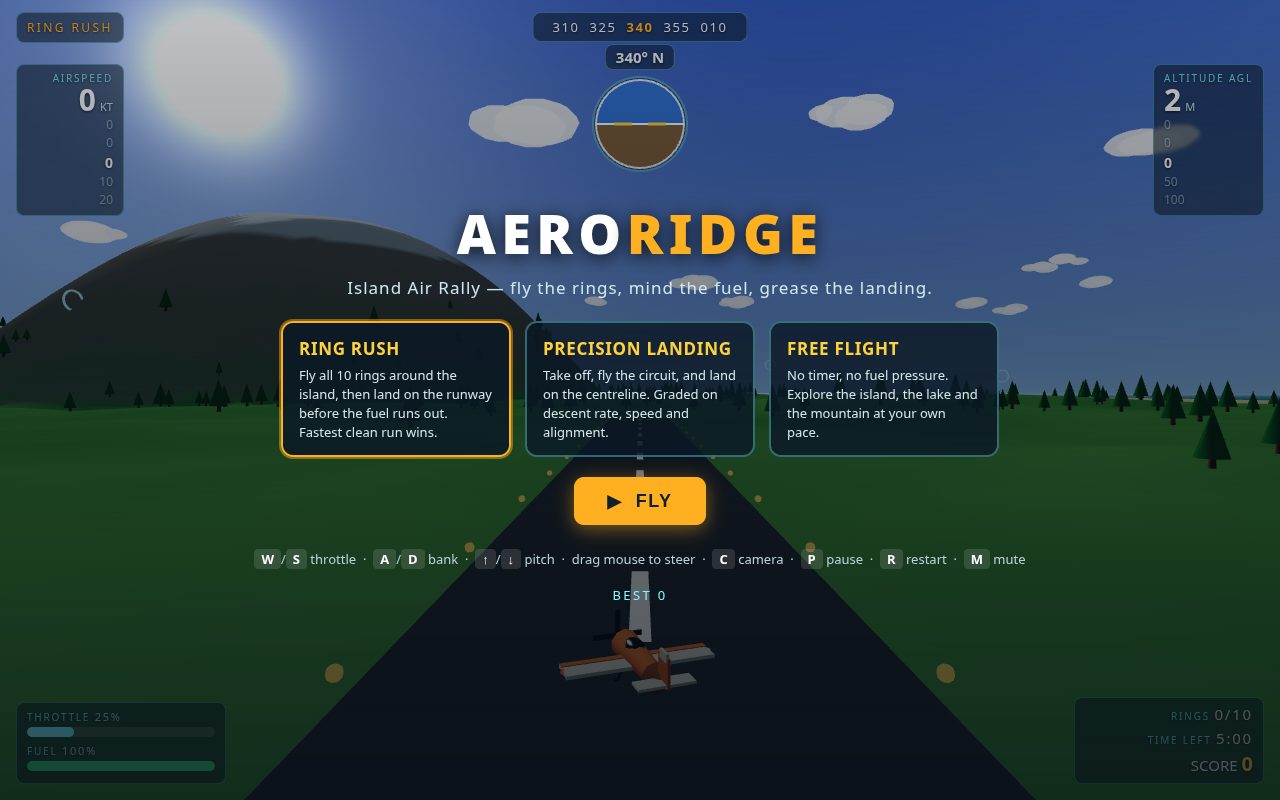 RING RUSH
310 325 340 355 010
340° N
AIRSPEED
0 KT
0
0
0
10
20
ALTITUDE AGL
2 M
0
0
0
50
100
AERORIDGE
Island Air Rally — fly the rings, mind the fuel, grease the landing.
RING RUSH
Fly all 10 rings around the
island, then land on the runway
before the fuel runs out.
Fastest clean run wins.
PRECISION LANDING
Take off, fly the circuit, and land
on the centreline. Graded on
descent rate, speed and
alignment.
FREE FLIGHT
No timer, no fuel pressure.
Explore the island, the lake and
the mountain at your own
pace.
▶ FLY
W / S throttle · A / D bank · ↑ / ↓ pitch · drag mouse to steer · C camera · P pause · R restart · M mute
BEST 0
THROTTLE 25%
FUEL 100%
RINGS 0/10
TIME LEFT 5:00
SCORE 0